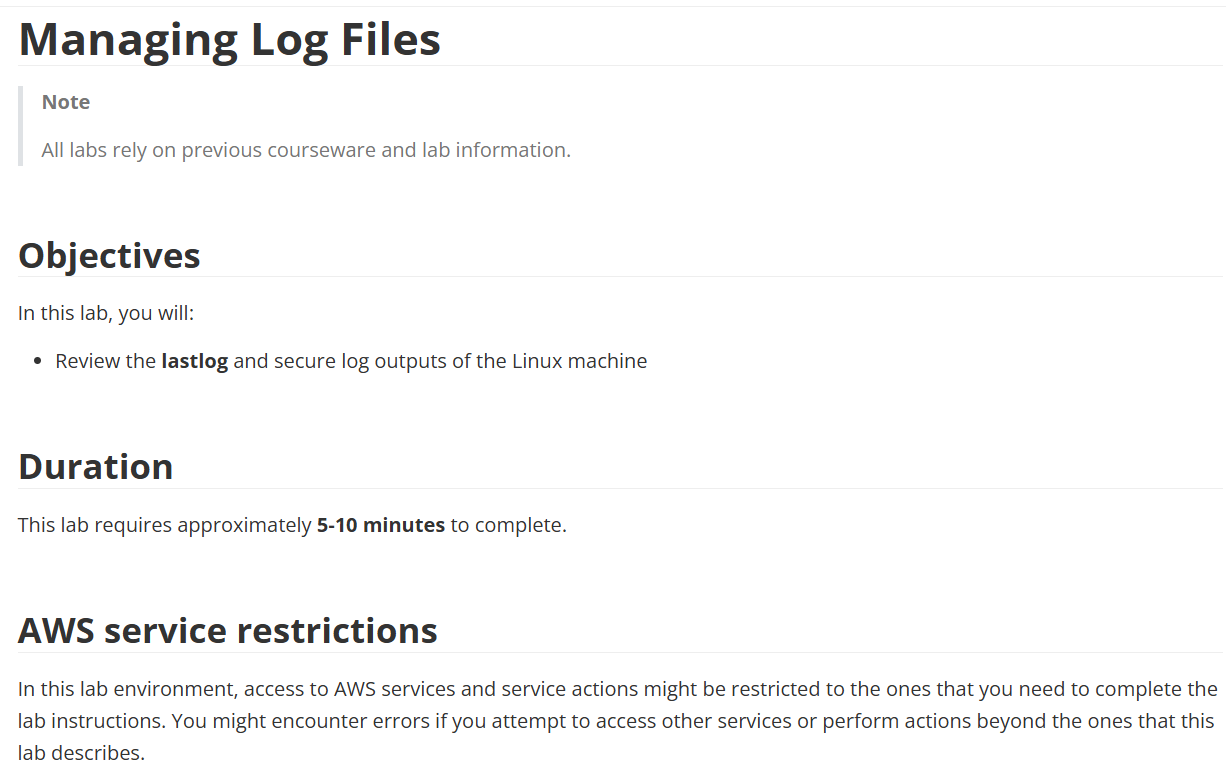 Managing Log Files
Note
All labs rely on previous courseware and lab information.
Objectives
In this lab, you will:
• Review the lastlog and secure log outputs of the Linux machine
Duration
This lab requires approximately 5-10 minutes to complete.
AWS service restrictions
In this lab environment, access to AWS services and service actions might be restricted to the ones that you need to complete the
lab instructions. You might encounter errors if you attempt to access other services or perform actions beyond the ones that this
lab describes.